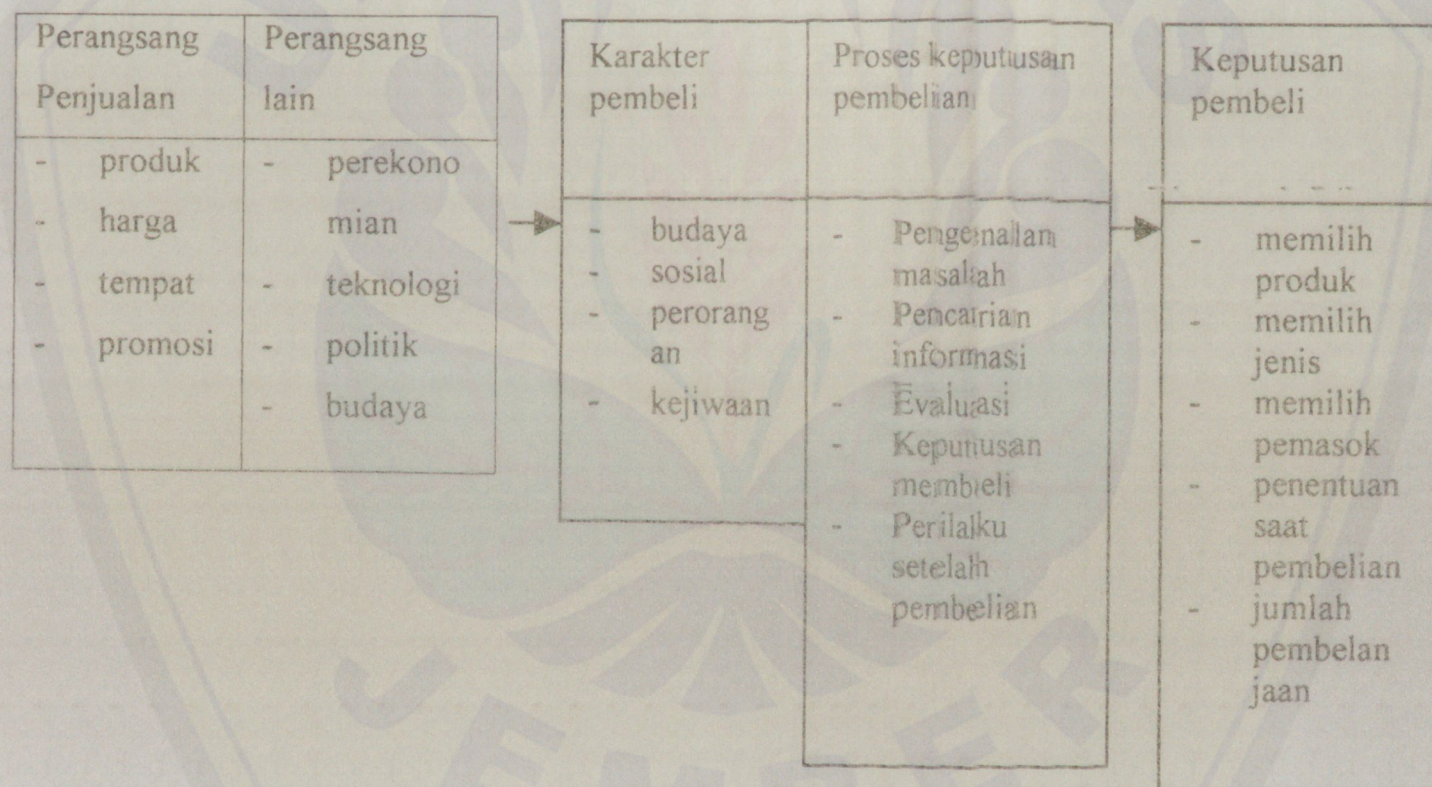 Perangsang
Penjualan
- produk
- harga
- tempat
- promosi
Perangsang
lain
- perekono
mian
- teknologi
- politik
- budaya
Karakter
pembeli
- budaya
- sosial
- perorang
an
- kejiwaan
Proses keputusan
pembelian
- Pengenalan
masalah
- Pencarian
informasi
- Evaluasi
- Keputusan
membeli
- Perilaku
setelah
pembelian
Keputusan
pembeli
- memilih
produk
- memilih
jenis
- memilih
pemasok
- penentuan
saat
pembelian
- jumlah
pembelan
jaan
JEMBER